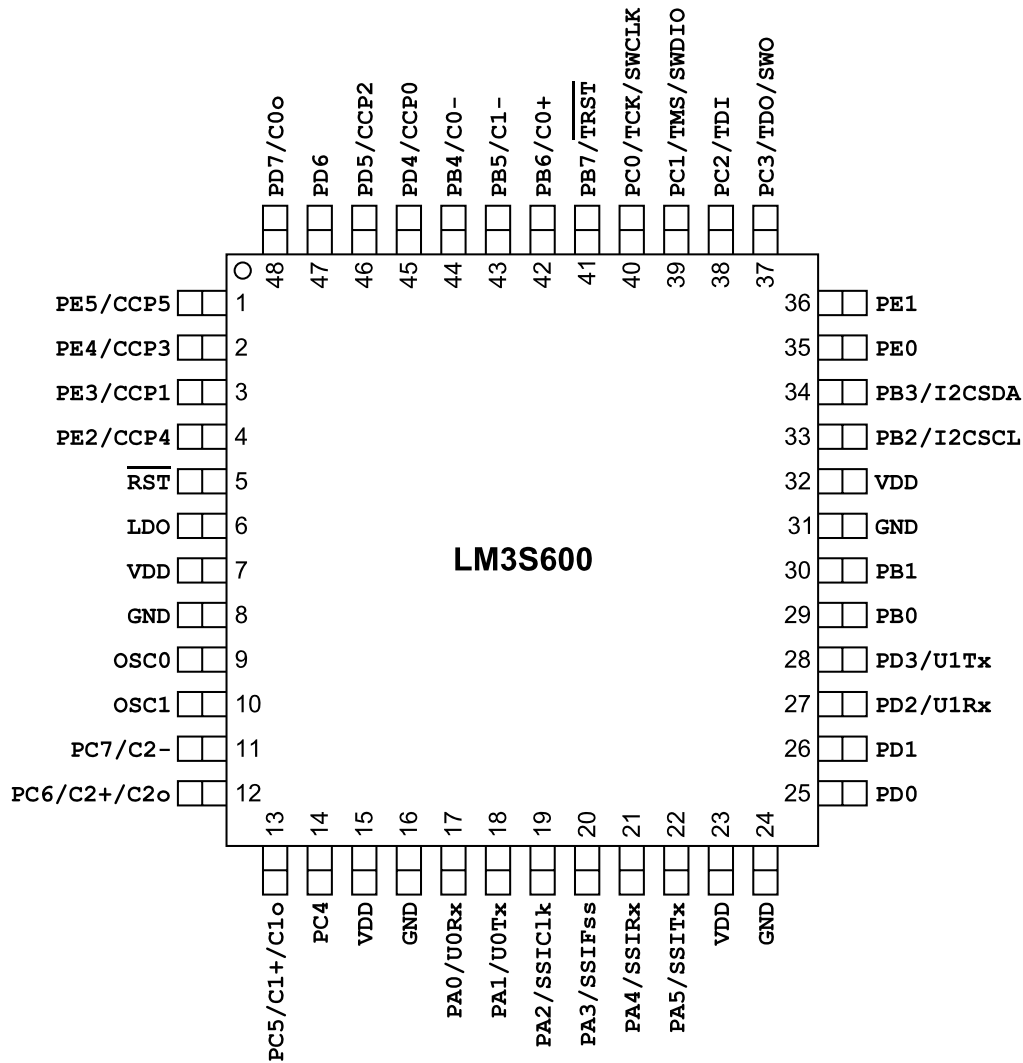 PD7/C0o
PD6
PD5/CCP2
PD4/CCP0
PB4/C0-
PB5/C1-
PB6/C0+
PB7/TRST
PC0/TCK/SWCLK
PC1/TMS/SWDIO
PC2/TDI
PC3/TDO/SWO
48
47
46
45
44
43
42
41
40
39
38
37
PE5/CCP5 1
PE4/CCP3 2
PE3/CCP1 3
PE2/CCP4 4
RST 5
LDO 6
VDD 7
GND 8
OSC0 9
OSC1 10
PC7/C2- 11
PC6/C2+/C2o 12
LM3S600
36 PE1
35 PE0
34 PB3/I2CSDA
33 PB2/I2CSCL
32 VDD
31 GND
30 PB1
29 PB0
28 PD3/U1Tx
27 PD2/U1Rx
26 PD1
25 PD0
13
14
15
16
17
18
19
20
21
22
23
24
PC5/C1+/C1o
PC4
VDD
GND
PA0/U0Rx
PA1/U0Tx
PA2/SSIClk
PA3/SSIFss
PA4/SSIRx
PA5/SSITx
VDD
GND